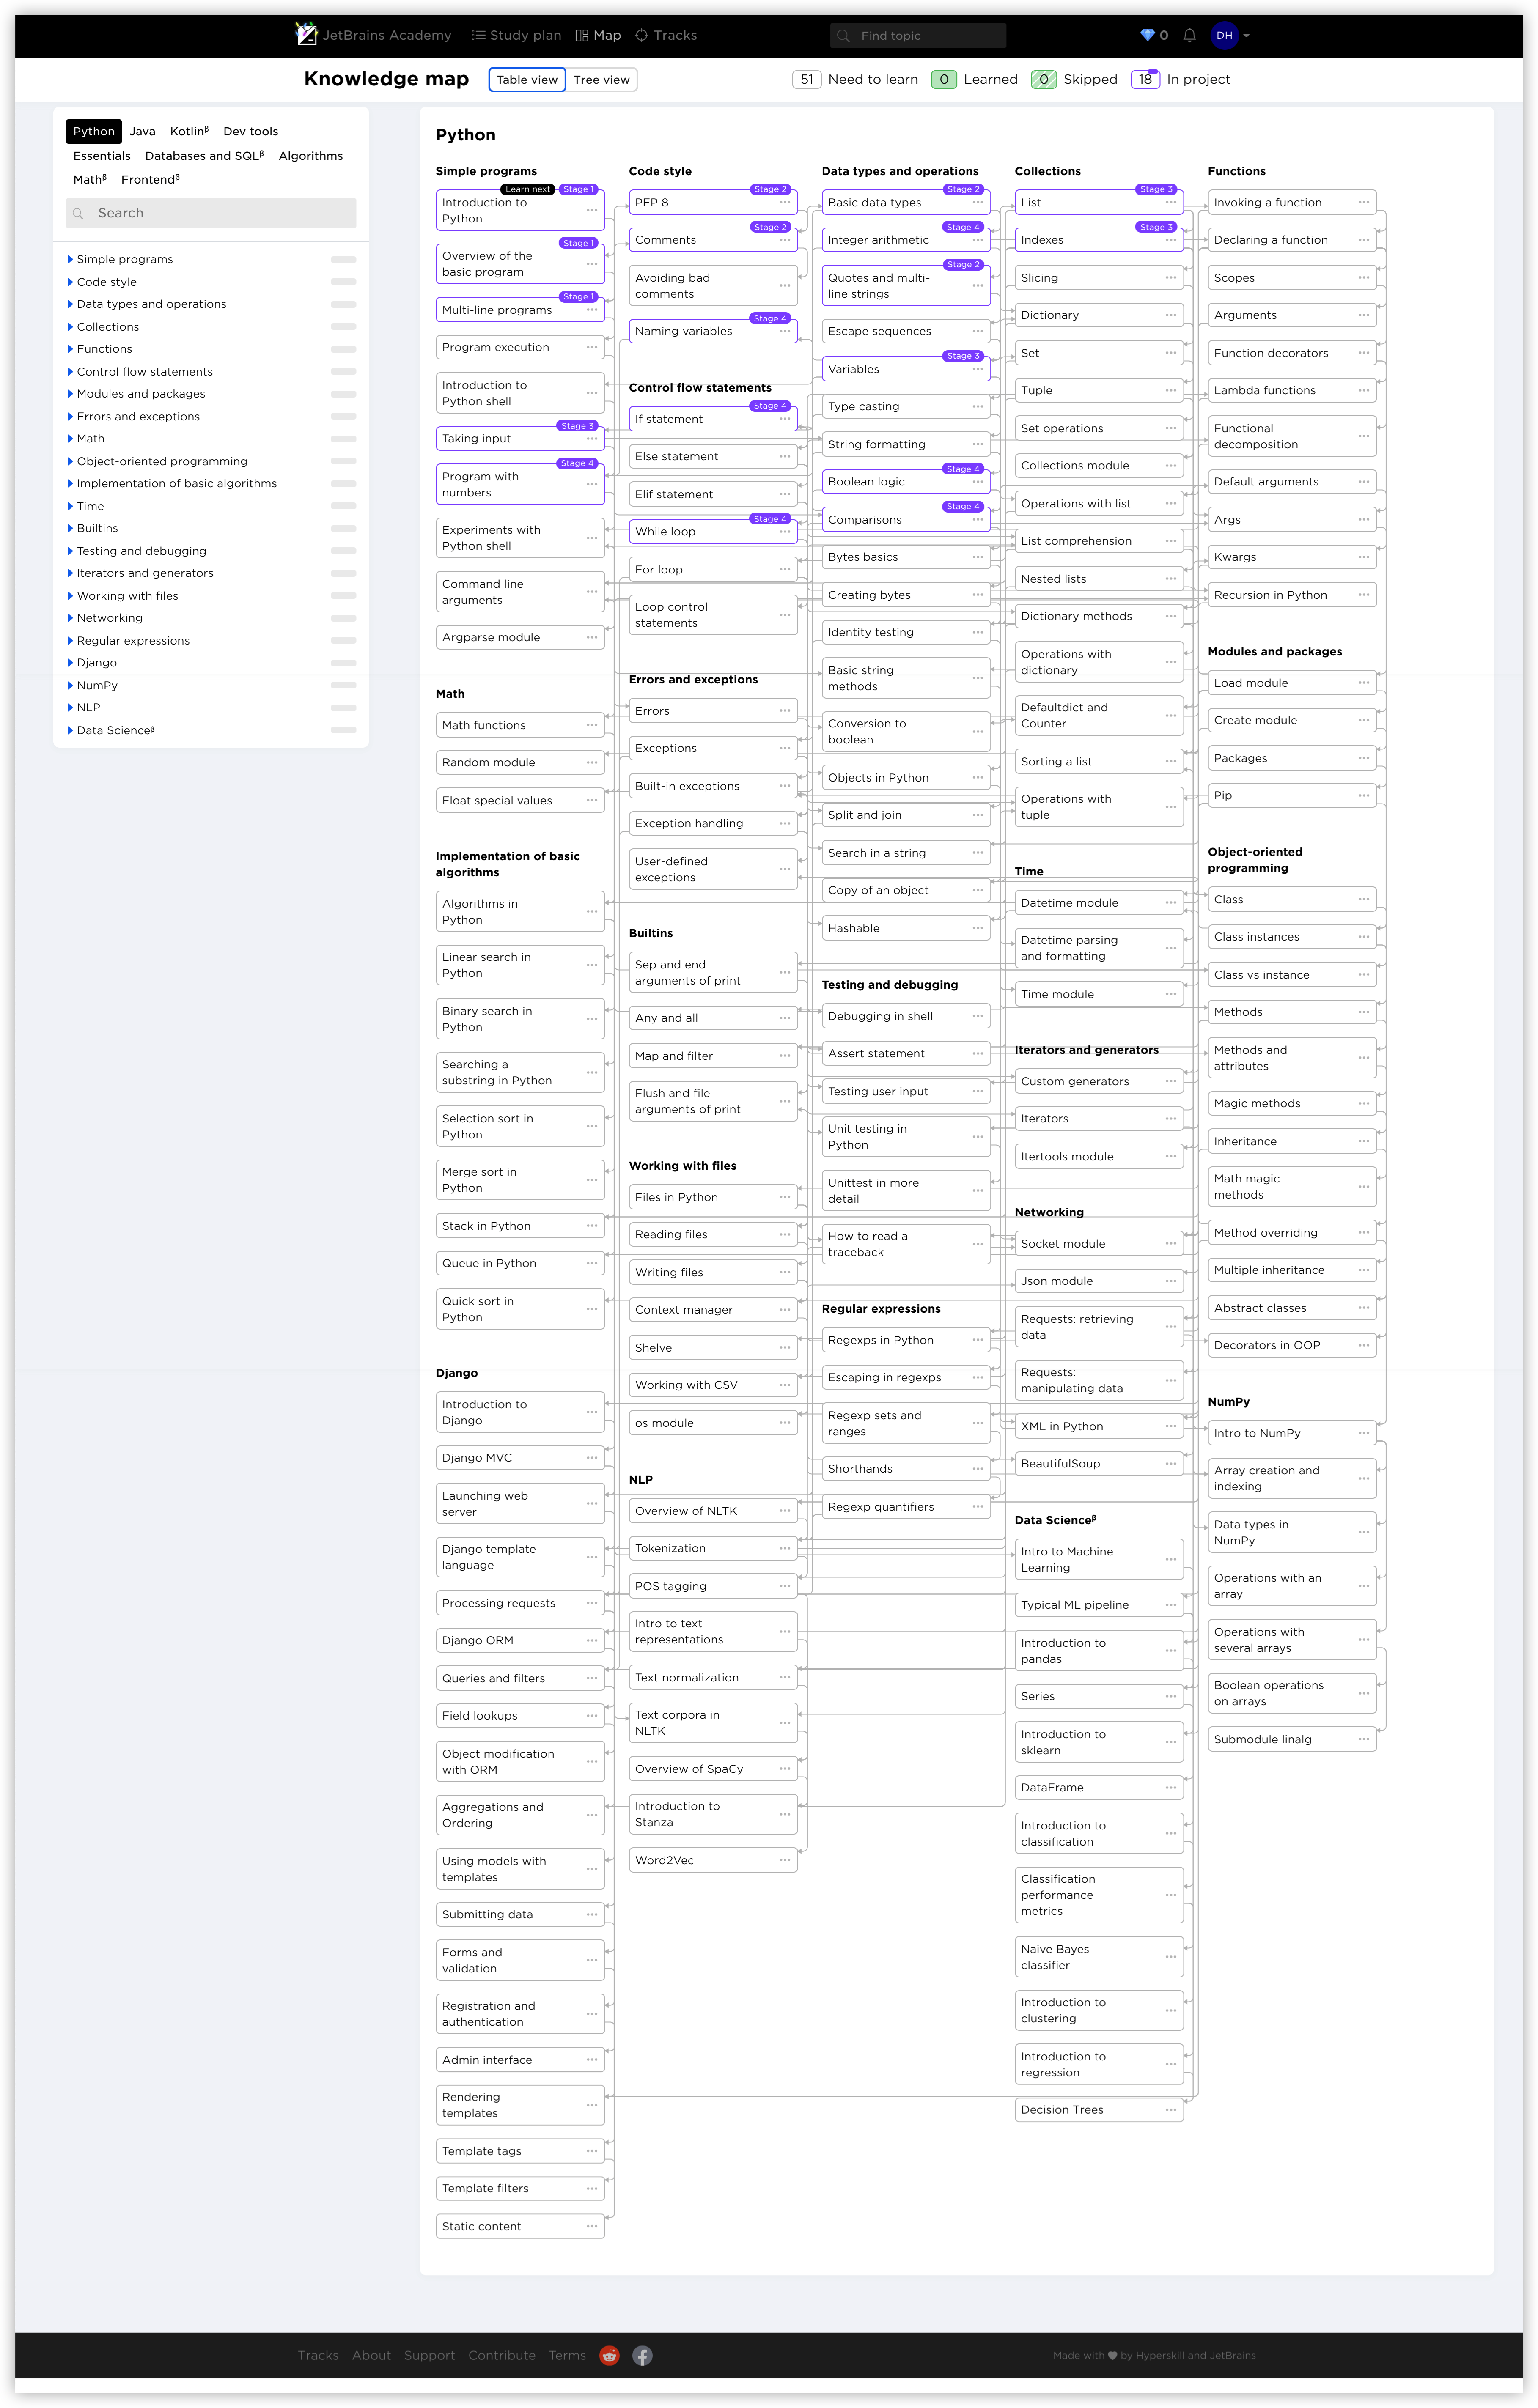 JetBrains Academy Study plan Map Tracks Find topic 0 DH
Knowledge map Table view Tree view 51 Need to learn 0 Learned 0 Skipped 18 In project
Python Java Kotlinᵝ Dev tools
Essentials Databases and SQLᵝ Algorithms
Mathᵝ Frontendᵝ
Search
Simple programs
Code style
Data types and operations
Collections
Functions
Control flow statements
Modules and packages
Errors and exceptions
Math
Object-oriented programming
Implementation of basic algorithms
Time
Builtins
Testing and debugging
Iterators and generators
Working with files
Networking
Regular expressions
Django
NumPy
NLP
Data Scienceᵝ
Python
Simple programs
Learn next Stage 1
Introduction to
Python
Stage 1
Overview of the
basic program
Stage 1
Multi-line programs
Program execution
Introduction to
Python shell
Stage 3
Taking input
Stage 4
Program with
numbers
Experiments with
Python shell
Command line
arguments
Argparse module
Math
Math functions
Random module
Float special values
Implementation of basic
algorithms
Algorithms in
Python
Linear search in
Python
Binary search in
Python
Searching a
substring in Python
Selection sort in
Python
Merge sort in
Python
Stack in Python
Queue in Python
Quick sort in
Python
Django
Introduction to
Django
Django MVC
Launching web
server
Django template
language
Processing requests
Django ORM
Queries and filters
Field lookups
Object modification
with ORM
Aggregations and
Ordering
Using models with
templates
Submitting data
Forms and
validation
Registration and
authentication
Admin interface
Rendering
templates
Template tags
Template filters
Static content
Code style
Stage 2
PEP 8
Stage 2
Comments
Avoiding bad
comments
Stage 4
Naming variables
Control flow statements
Stage 4
If statement
Else statement
Elif statement
Stage 4
While loop
For loop
Loop control
statements
Errors and exceptions
Errors
Exceptions
Built-in exceptions
Exception handling
User-defined
exceptions
Builtins
Sep and end
arguments of print
Any and all
Map and filter
Flush and file
arguments of print
Working with files
Files in Python
Reading files
Writing files
Context manager
Shelve
Working with CSV
os module
NLP
Overview of NLTK
Tokenization
POS tagging
Intro to text
representations
Text normalization
Text corpora in
NLTK
Overview of SpaCy
Introduction to
Stanza
Word2Vec
Data types and operations
Stage 2
Basic data types
Stage 4
Integer arithmetic
Stage 2
Quotes and multi-
line strings
Escape sequences
Stage 3
Variables
Type casting
String formatting
Stage 4
Boolean logic
Stage 4
Comparisons
Bytes basics
Creating bytes
Identity testing
Basic string
methods
Conversion to
boolean
Objects in Python
Split and join
Search in a string
Copy of an object
Hashable
Testing and debugging
Debugging in shell
Assert statement
Testing user input
Unit testing in
Python
Unittest in more
detail
How to read a
traceback
Regular expressions
Regexps in Python
Escaping in regexps
Regexp sets and
ranges
Shorthands
Regexp quantifiers
Collections
Stage 3
List
Stage 3
Indexes
Slicing
Dictionary
Set
Tuple
Set operations
Collections module
Operations with list
List comprehension
Nested lists
Dictionary methods
Operations with
dictionary
Defaultdict and
Counter
Sorting a list
Operations with
tuple
Time
Datetime module
Datetime parsing
and formatting
Time module
Iterators and generators
Custom generators
Iterators
Itertools module
Networking
Socket module
Json module
Requests: retrieving
data
Requests:
manipulating data
XML in Python
BeautifulSoup
Data Scienceᵝ
Intro to Machine
Learning
Typical ML pipeline
Introduction to
pandas
Series
Introduction to
sklearn
DataFrame
Introduction to
classification
Classification
performance
metrics
Naive Bayes
classifier
Introduction to
clustering
Introduction to
regression
Decision Trees
Functions
Invoking a function
Declaring a function
Scopes
Arguments
Function decorators
Lambda functions
Functional
decomposition
Default arguments
Args
Kwargs
Recursion in Python
Modules and packages
Load module
Create module
Packages
Pip
Object-oriented
programming
Class
Class instances
Class vs instance
Methods
Methods and
attributes
Magic methods
Inheritance
Math magic
methods
Method overriding
Multiple inheritance
Abstract classes
Decorators in OOP
NumPy
Intro to NumPy
Array creation and
indexing
Data types in
NumPy
Operations with an
array
Operations with
several arrays
Boolean operations
on arrays
Submodule linalg
Tracks About Support Contribute Terms Made with by Hyperskill and JetBrains